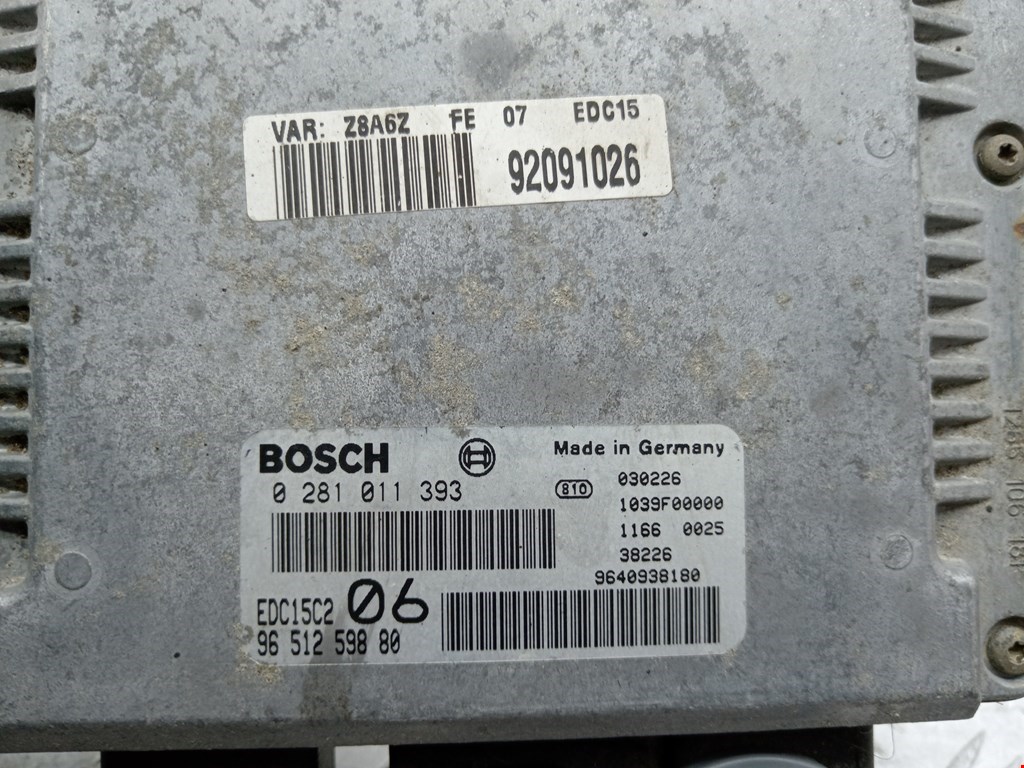 VAR: Z8A6Z FE 07 EDC15
92091026
BOSCH
Made in Germany
0 281 011 393
810
030226
1039F00000
1166 0025
38226
9640938180
EDC15C2 06
96 512 598 80